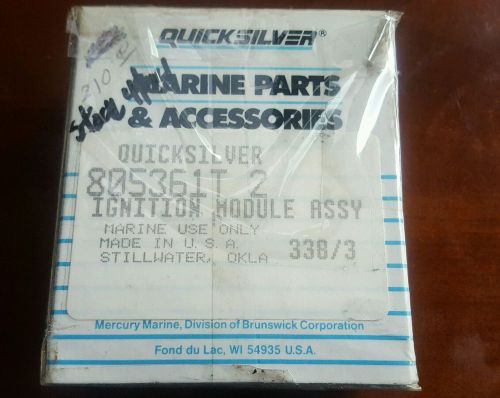 QUICKSILVER®
MARINE PARTS
& ACCESSORIES
QUICKSILVER
805361T 2
IGNITION MODULE ASSY
MARINE USE ONLY
MADE IN U.S.A.
STILLWATER, OKLA 338/3
Mercury Marine, Division of Brunswick Corporation
Fond du Lac, WI 54935 U.S.A.